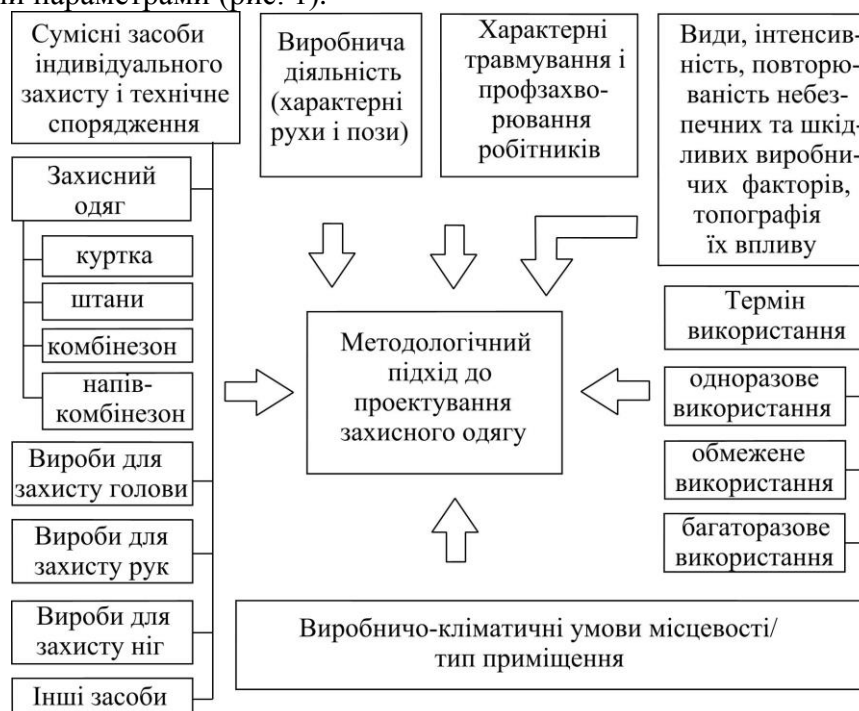 параметрами (рис. 1).
Сумісні засоби
індивідуального
захисту і технічне
спорядження
Захисний
одяг
куртка
штани
комбінезон
напів-
комбінезон
Вироби для
захисту голови
Вироби для
захисту рук
Вироби для
захисту ніг
Інші засоби
Виробнича
діяльність
(характерні
рухи і пози)
Характерні
травмування і
профзахво-
рювання
робітників
Види, інтенсив-
ність, повторю-
ваність небез-
печних та шкід-
ливих виробни-
чих факторів,
топографія
їх впливу
Методологічний
підхід до
проектування
захисного одягу
Термін
використання
одноразове
використання
обмежене
використання
багаторазове
використання
Виробничо-кліматичні умови місцевості/
тип приміщення